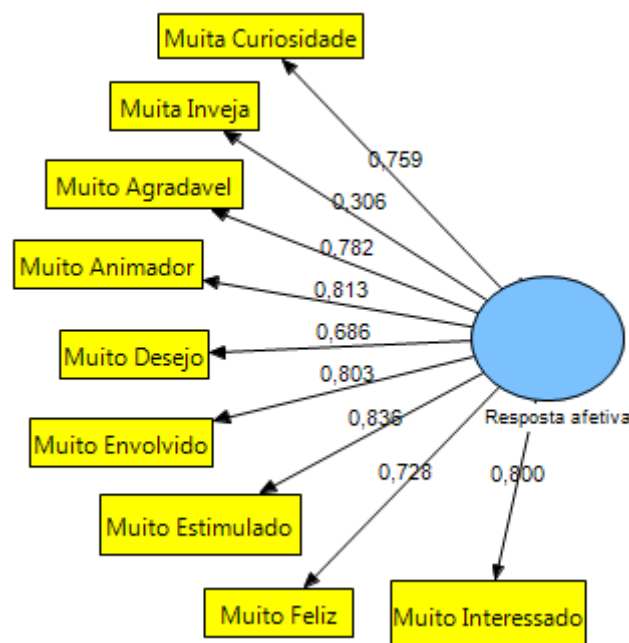 Muita Curiosidade
Muita Inveja
0,759
Muito Agradavel
0,306
0,782
Muito Animador
0,813
0,686
Muito Desejo
0,803
Resposta afetiva
0,836
Muito Envolvido
0,728
0,800
Muito Estimulado
Muito Feliz
Muito Interessado